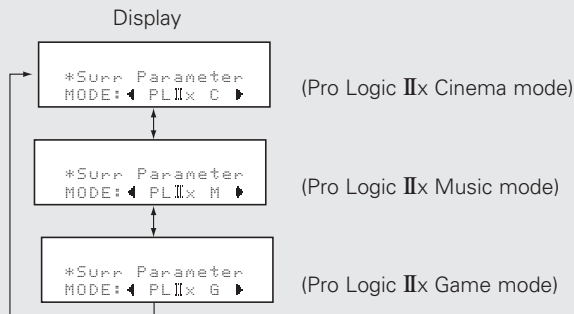 Display
*Surr Parameter
MODE:◀ PLⅡx C ▶
(Pro Logic Ⅱx Cinema mode)
*Surr Parameter
MODE:◀ PLⅡx M ▶
(Pro Logic Ⅱx Music mode)
*Surr Parameter
MODE:◀ PLⅡx G ▶
(Pro Logic Ⅱx Game mode)